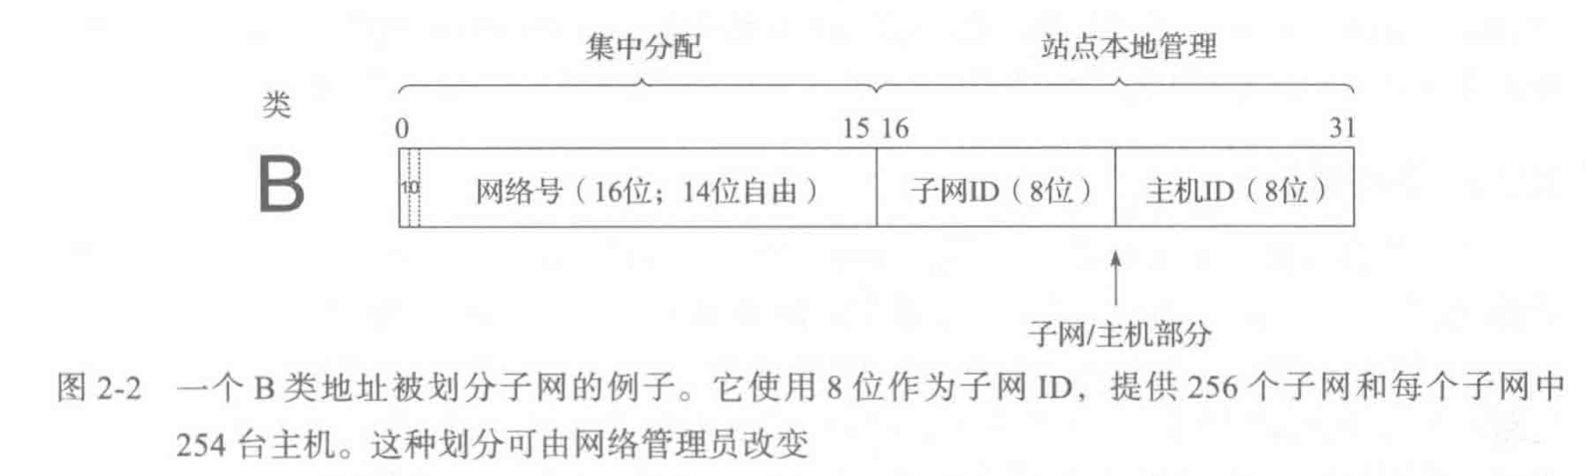 集中分配 站点本地管理
类
0 15 16 31
B 10 网络号（16位；14位自由） 子网ID（8位） 主机ID（8位）
子网/主机部分
图 2-2 一个 B 类地址被划分子网的例子。它使用 8 位作为子网 ID，提供 256 个子网和每个子网中
254 台主机。这种划分可由网络管理员改变